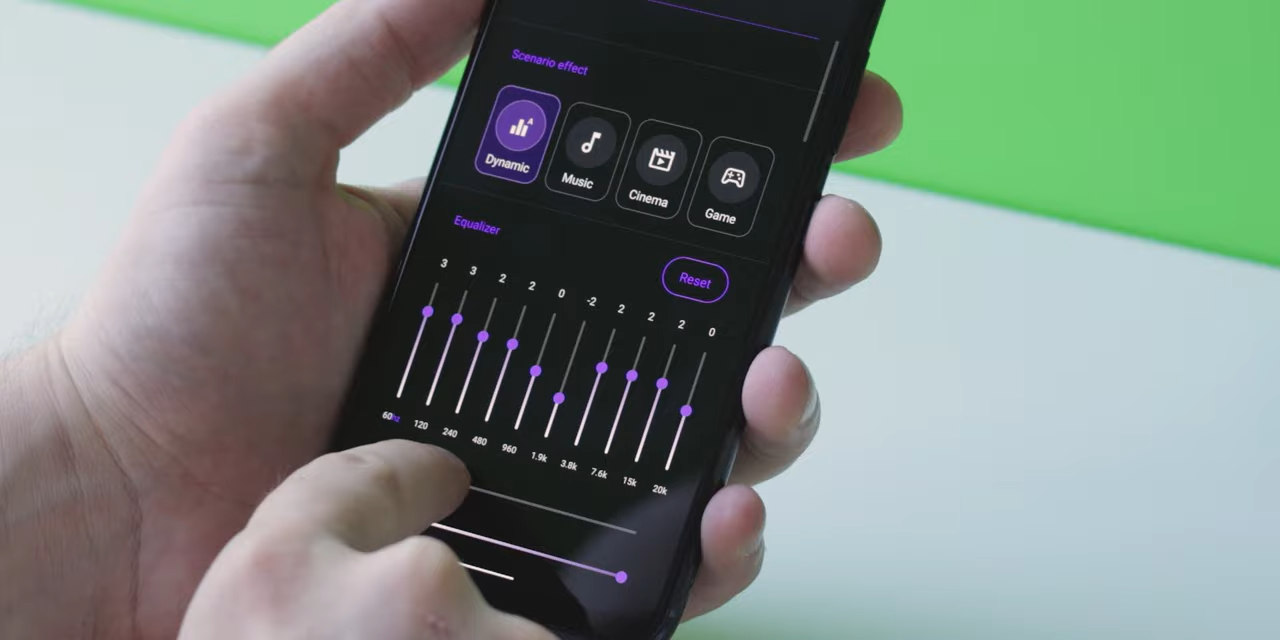 Scenario effect
Dynamic Music Cinema Game
Equalizer
Reset
3 3 2 2 0 -2 2 2 2 0
60hz 120 240 480 960 1.9k 3.8k 7.6k 15k 20k